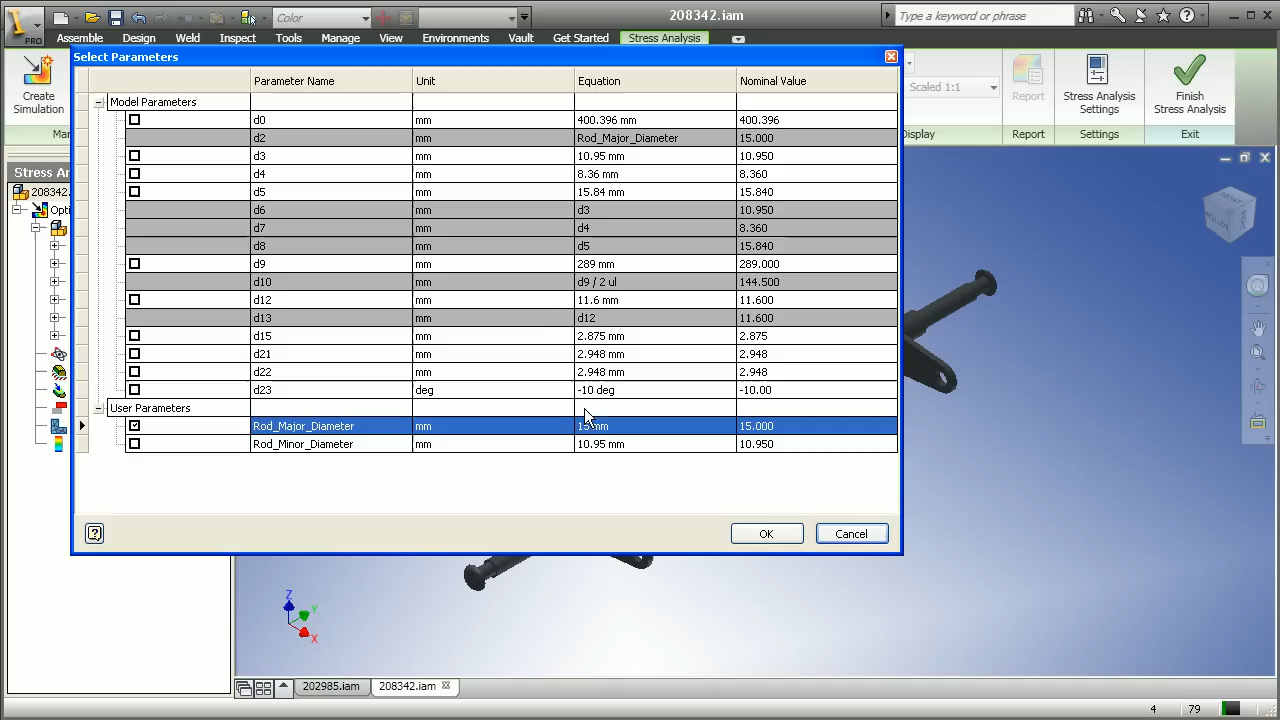 Color
208342.iam
Type a keyword or phrase
PRO
Assemble Design Weld Inspect Tools Manage View Environments Vault Get Started Stress Analysis
Select Parameters
Create
Simulation
Scaled 1:1
Report
Stress Analysis
Settings
Finish
Stress Analysis
Display Report Settings Exit
Parameter Name Unit Equation Nominal Value
Model Parameters
d0 mm 400.396 mm 400.396
d2 mm Rod_Major_Diameter 15.000
d3 mm 10.95 mm 10.950
d4 mm 8.36 mm 8.360
d5 mm 15.84 mm 15.840
d6 mm d3 10.950
d7 mm d4 8.360
d8 mm d5 15.840
d9 mm 289 mm 289.000
d10 mm d9 / 2 ul 144.500
d12 mm 11.6 mm 11.600
d13 mm d12 11.600
d15 mm 2.875 mm 2.875
d21 mm 2.948 mm 2.948
d22 mm 2.948 mm 2.948
d23 deg -10 deg -10.00
User Parameters
Rod_Major_Diameter mm 15 mm 15.000
Rod_Minor_Diameter mm 10.95 mm 10.950
OK Cancel
Stress An
208342.
Opti
FRONT
BOTTOM
Z
Y
X
202985.iam 208342.iam
4 79